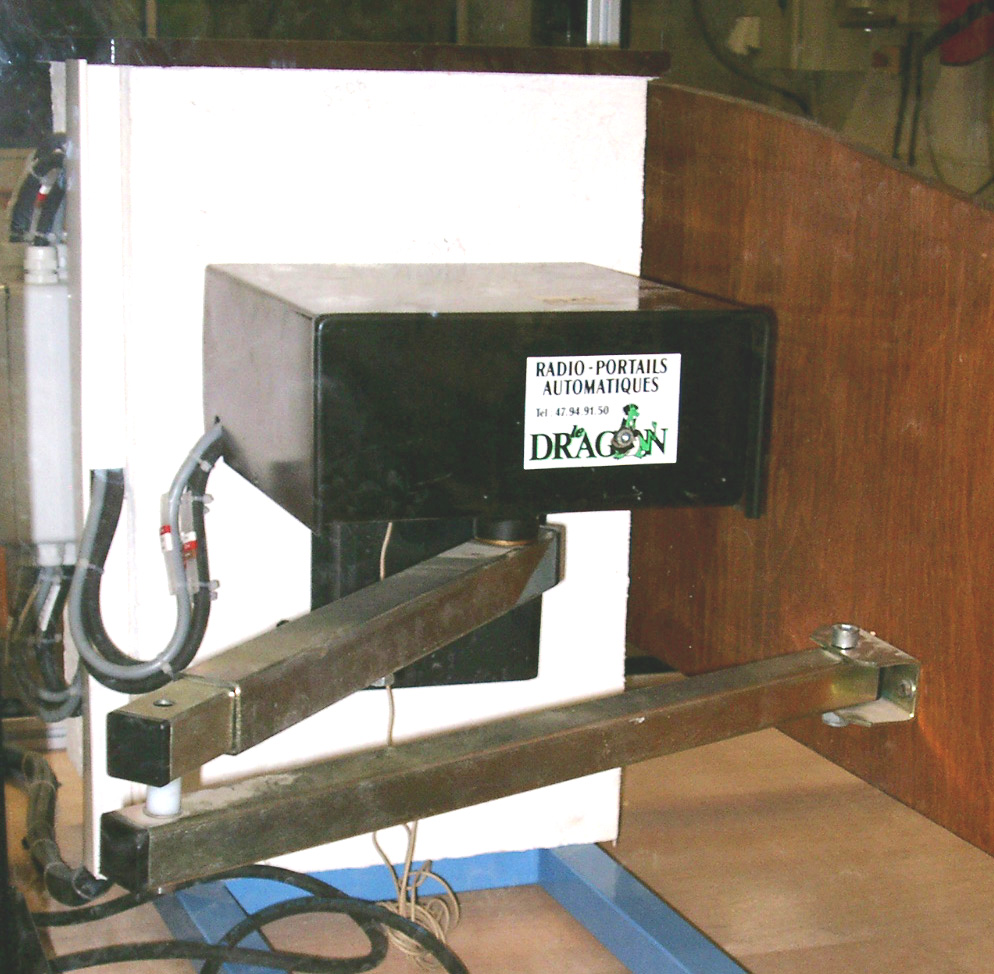 RADIO-PORTAILS
AUTOMATIQUES
Tel 47.94.91.50
le
DRAGON